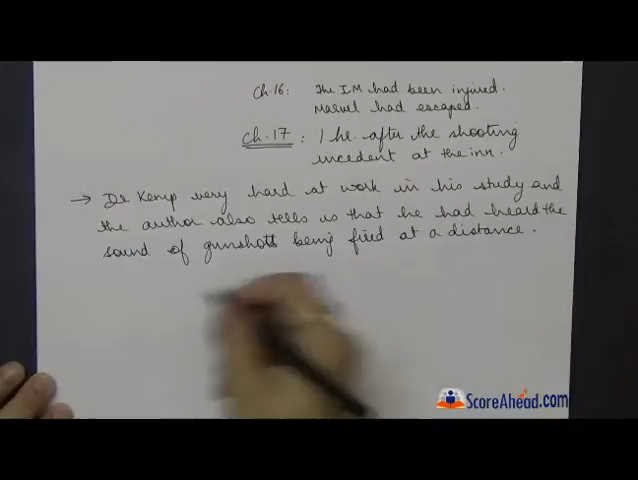 Ch.16: The IM had been injured.
Marvel had escaped.
Ch.17 : 1 hr. after the shooting
incedent at the inn.
→ Dr Kemp very hard at work in his study and
the author also tells us that he had heard the
sound of gunshots being fired at a distance.
ScoreAhead.com